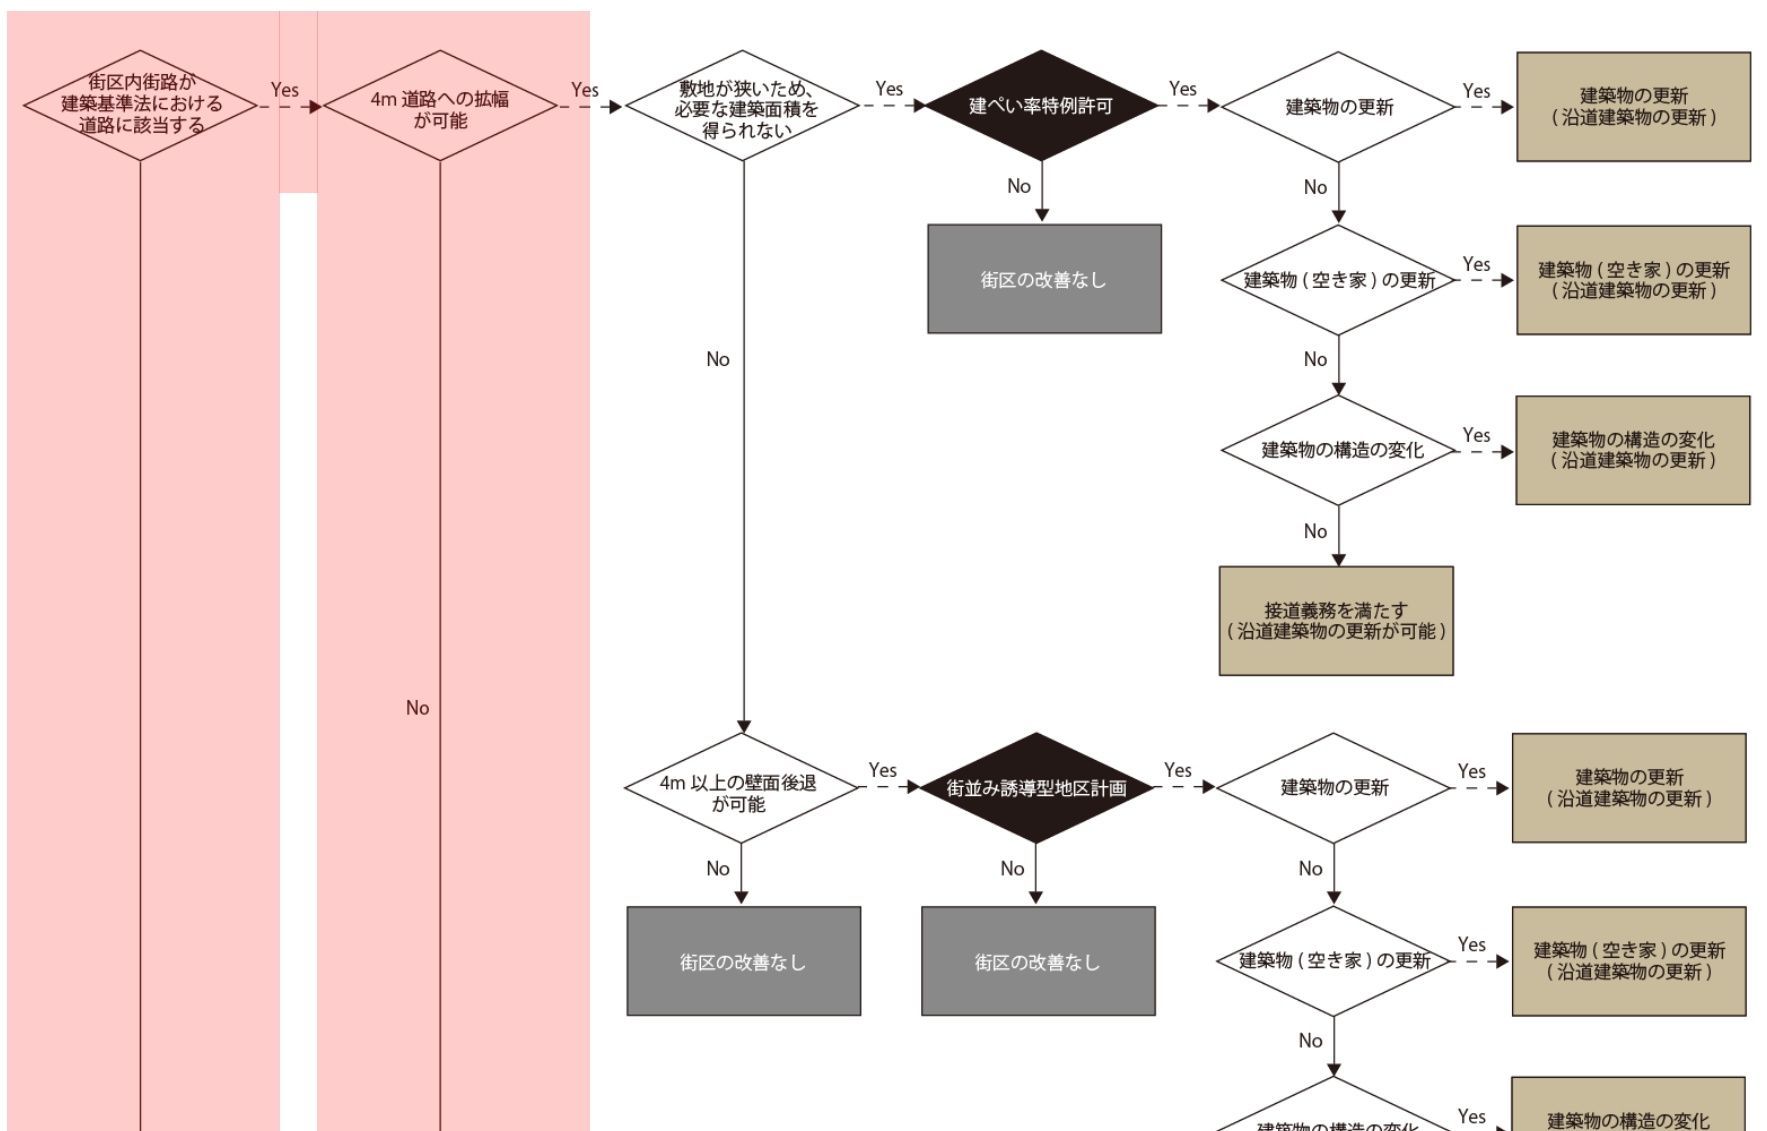 街区内街路が
建築基準法における
道路に該当する
Yes
4m 道路への拡幅
が可能
Yes
敷地が狭いため、
必要な建築面積を
得られない
Yes
建ぺい率特例許可
Yes
建築物の更新
Yes
建築物の更新
( 沿道建築物の更新 )
No
No
街区の改善なし
建築物 ( 空き家 ) の更新
Yes
建築物 ( 空き家 ) の更新
( 沿道建築物の更新 )
No
No
建築物の構造の変化
Yes
建築物の構造の変化
( 沿道建築物の更新 )
No
接道義務を満たす
( 沿道建築物の更新が可能 )
No
4m 以上の壁面後退
が可能
Yes
街並み誘導型地区計画
Yes
建築物の更新
Yes
建築物の更新
( 沿道建築物の更新 )
No
No
No
街区の改善なし
街区の改善なし
建築物 ( 空き家 ) の更新
Yes
建築物 ( 空き家 ) の更新
( 沿道建築物の更新 )
No
建築物の構造の変化
Yes
建築物の構造の変化